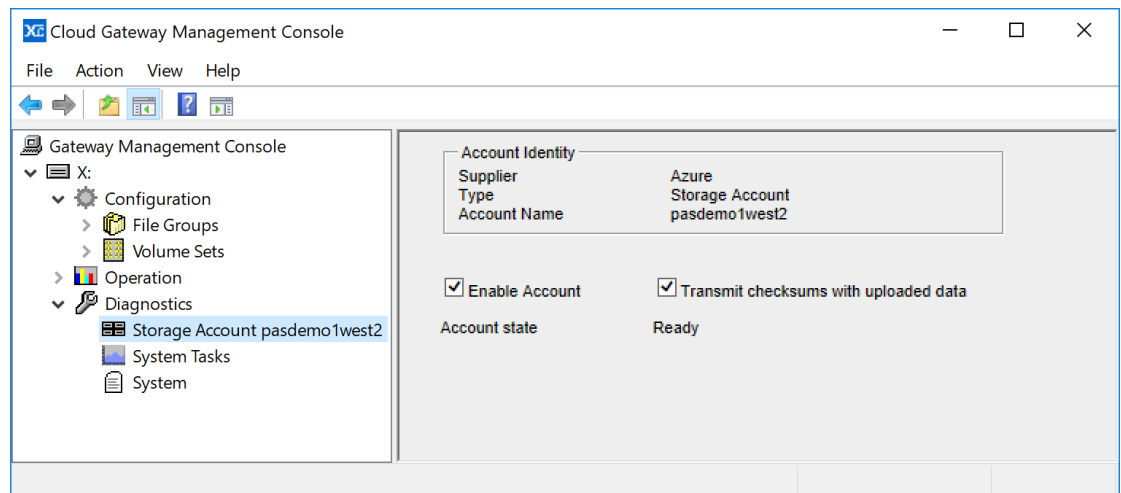 XC Cloud Gateway Management Console
File Action View Help
Gateway Management Console
X:
Configuration
File Groups
Volume Sets
Operation
Diagnostics
Storage Account pasdemo1west2
System Tasks
System
Account Identity
Supplier Azure
Type Storage Account
Account Name pasdemo1west2
Enable Account Transmit checksums with uploaded data
Account state Ready